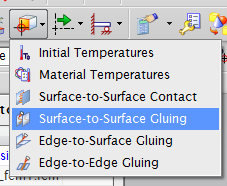 Initial Temperatures
Material Temperatures
Surface-to-Surface Contact
Surface-to-Surface Gluing
Edge-to-Surface Gluing
Edge-to-Edge Gluing